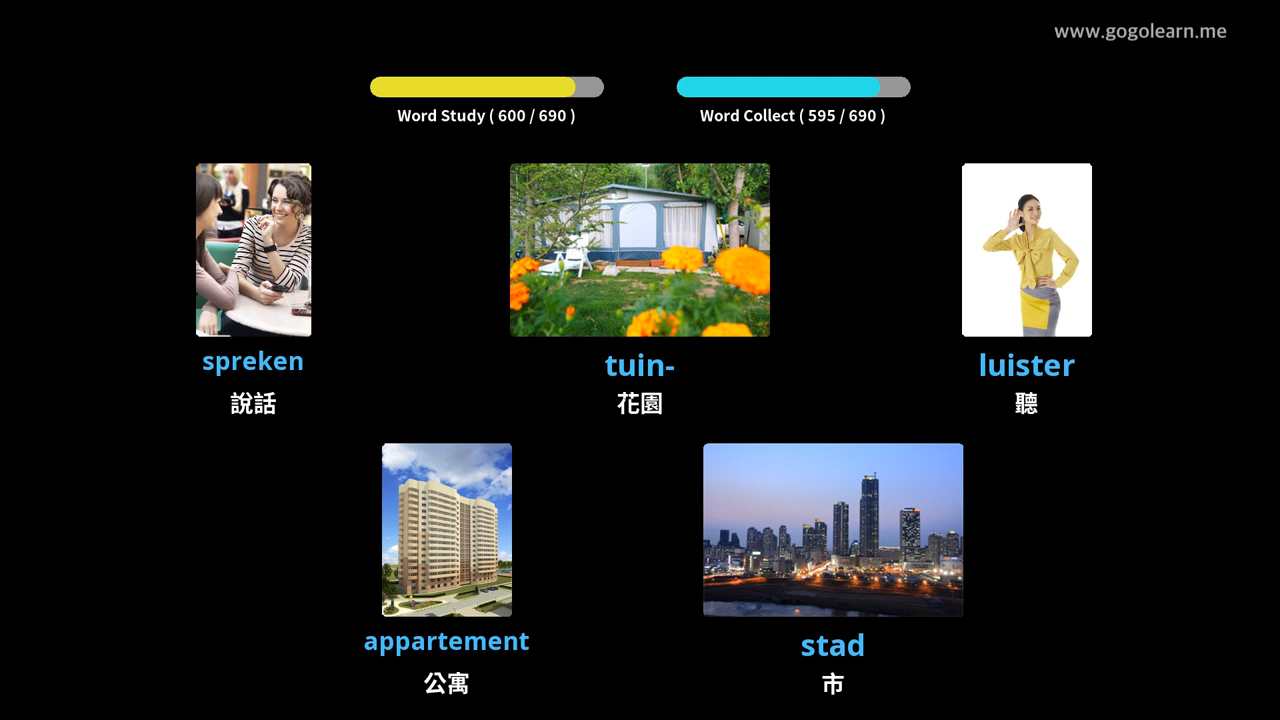 www.gogolearn.me
Word Study ( 600 / 690 )
Word Collect ( 595 / 690 )
spreken
說話
tuin-
花園
luister
聽
appartement
公寓
stad
市